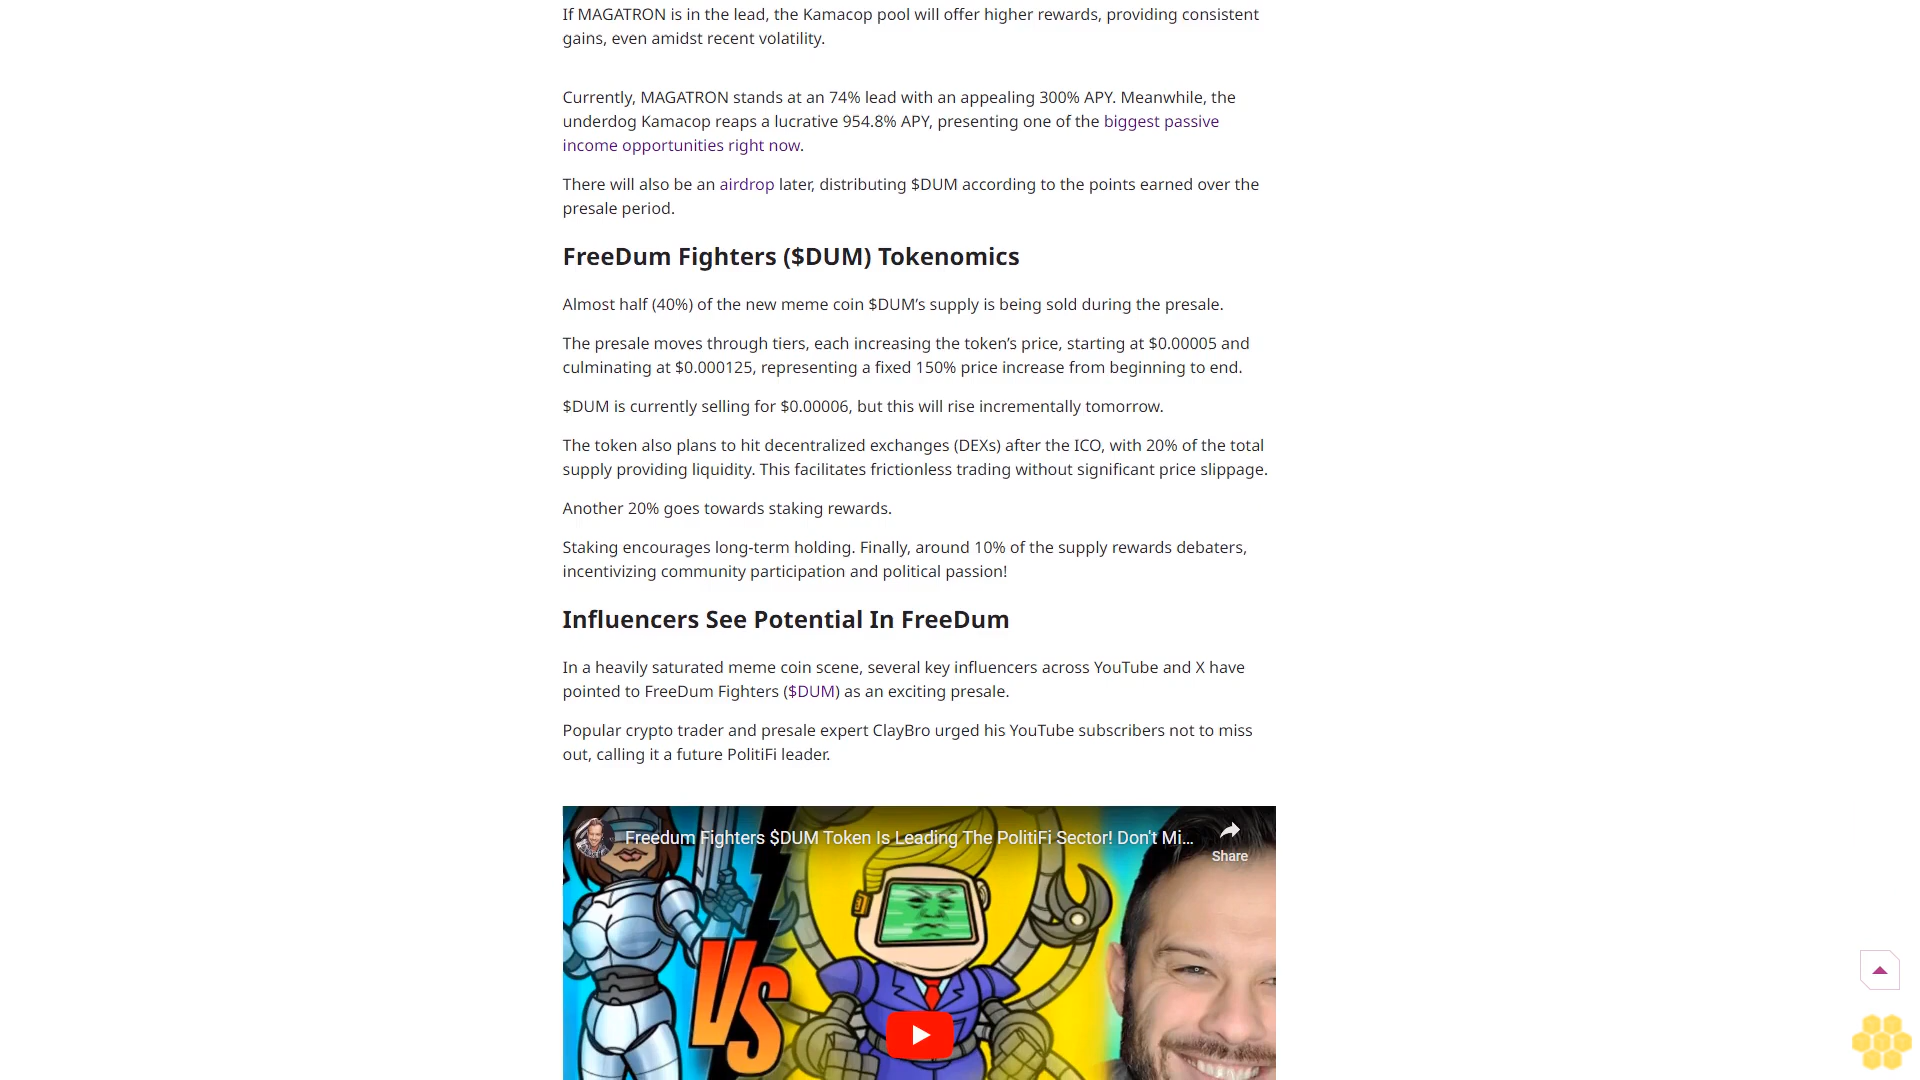 If MAGATRON is in the lead, the Kamacop pool will offer higher rewards, providing consistent
gains, even amidst recent volatility.
Currently, MAGATRON stands at an 74% lead with an appealing 300% APY. Meanwhile, the
underdog Kamacop reaps a lucrative 954.8% APY, presenting one of the biggest passive
income opportunities right now.
There will also be an airdrop later, distributing $DUM according to the points earned over the
presale period.
FreeDum Fighters ($DUM) Tokenomics
Almost half (40%) of the new meme coin $DUM’s supply is being sold during the presale.
The presale moves through tiers, each increasing the token’s price, starting at $0.00005 and
culminating at $0.000125, representing a fixed 150% price increase from beginning to end.
$DUM is currently selling for $0.00006, but this will rise incrementally tomorrow.
The token also plans to hit decentralized exchanges (DEXs) after the ICO, with 20% of the total
supply providing liquidity. This facilitates frictionless trading without significant price slippage.
Another 20% goes towards staking rewards.
Staking encourages long-term holding. Finally, around 10% of the supply rewards debaters,
incentivizing community participation and political passion!
Influencers See Potential In FreeDum
In a heavily saturated meme coin scene, several key influencers across YouTube and X have
pointed to FreeDum Fighters ($DUM) as an exciting presale.
Popular crypto trader and presale expert ClayBro urged his YouTube subscribers not to miss
out, calling it a future PolitiFi leader.
Freedum Fighters $DUM Token Is Leading The PolitiFi Sector! Don't Mi...
Share
VS